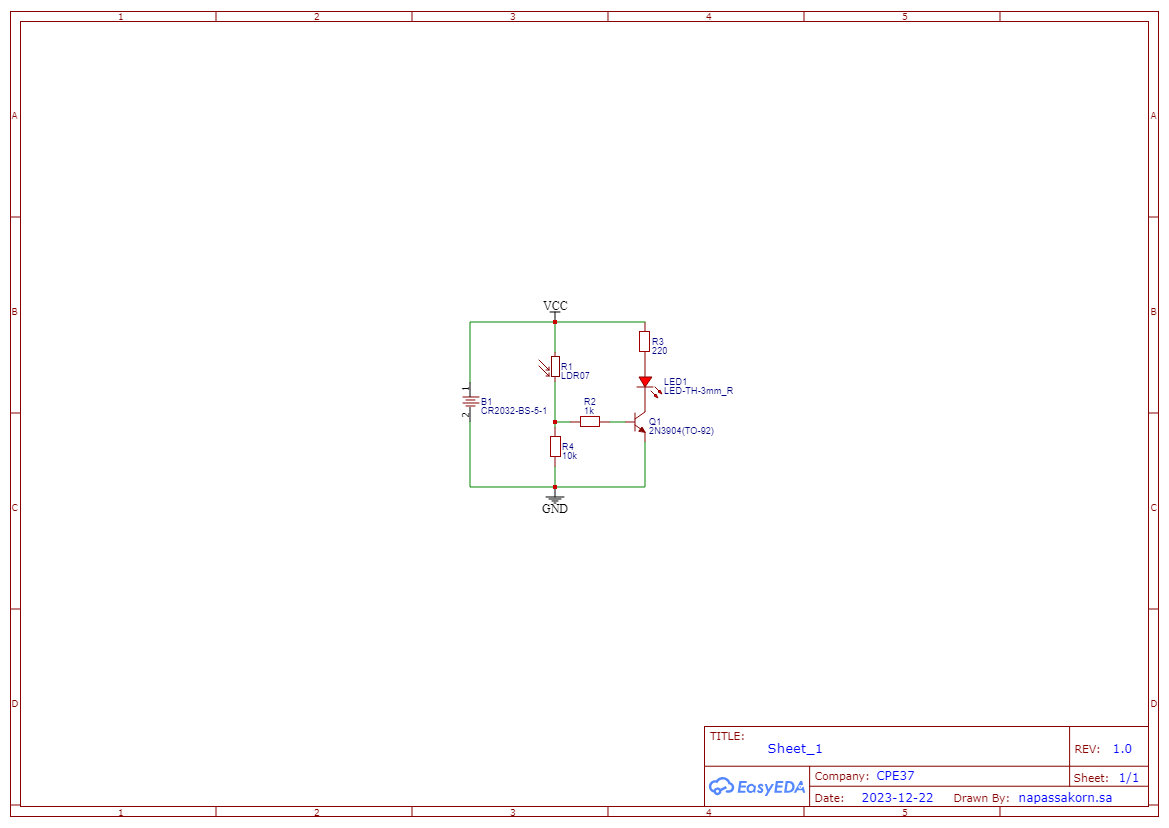 1 2 3 4 5
A A
VCC
B B
R3
220
R1
LDR07
LED1
LED-TH-3mm_R
1
B1
CR2032-BS-5-1
2
R2
1k
Q1
2N3904(TO-92)
R4
10k
GND
C C
D D
TITLE:
Sheet_1
REV: 1.0
EasyEDA
Company: CPE37
Sheet: 1/1
Date: 2023-12-22 Drawn By: napassakorn.sa
1 2 3 4 5